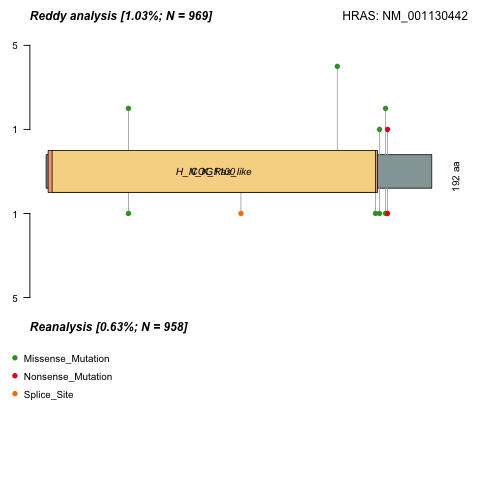 Reddy analysis [1.03%; N = 969]
HRAS: NM_001130442
5
1
192 aa
1
5
Reanalysis [0.63%; N = 958]
Missense_Mutation
Nonsense_Mutation
Splice_Site